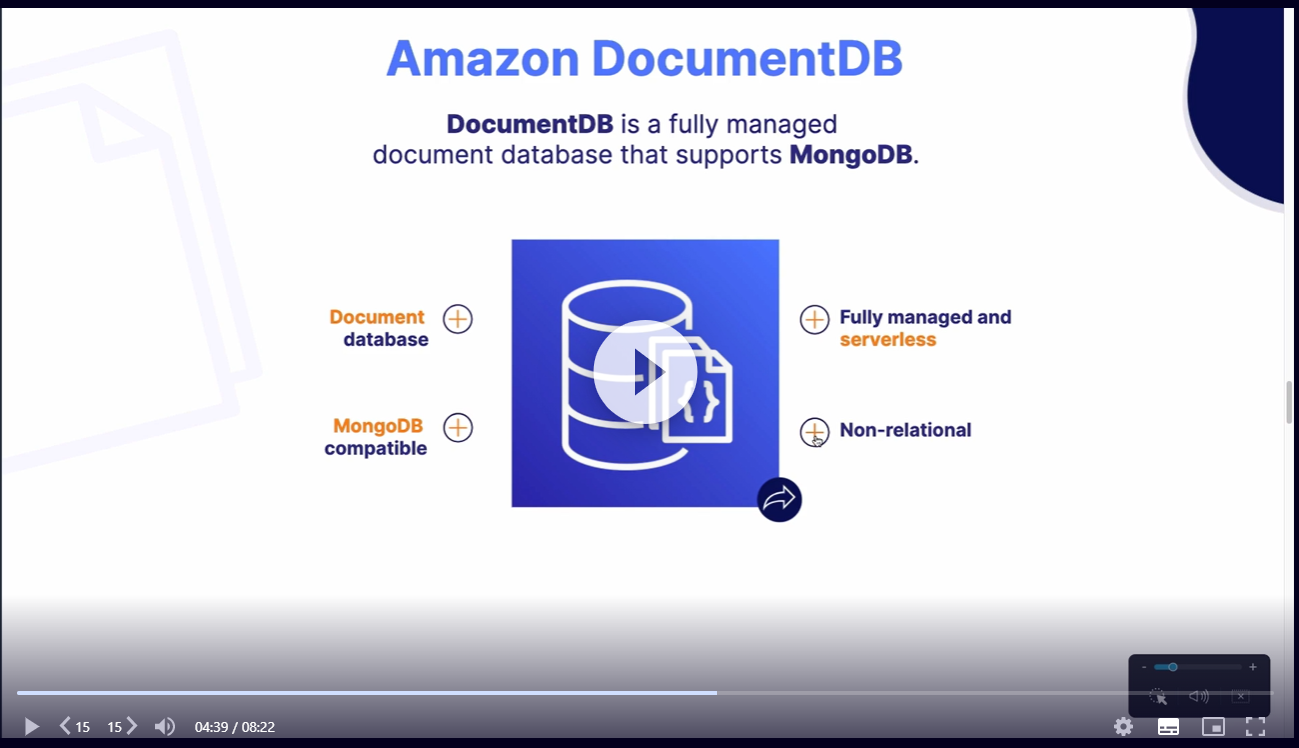 Amazon DocumentDB
DocumentDB is a fully managed
document database that supports MongoDB.
Document
database
Fully managed and
serverless
{ }
MongoDB
compatible
Non-relational
- +
15 15 04:39 / 08:22